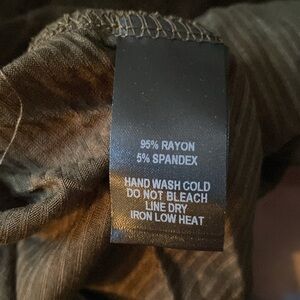 95% RAYON
5% SPANDEX
HAND WASH COLD
DO NOT BLEACH
LINE DRY
IRON LOW HEAT